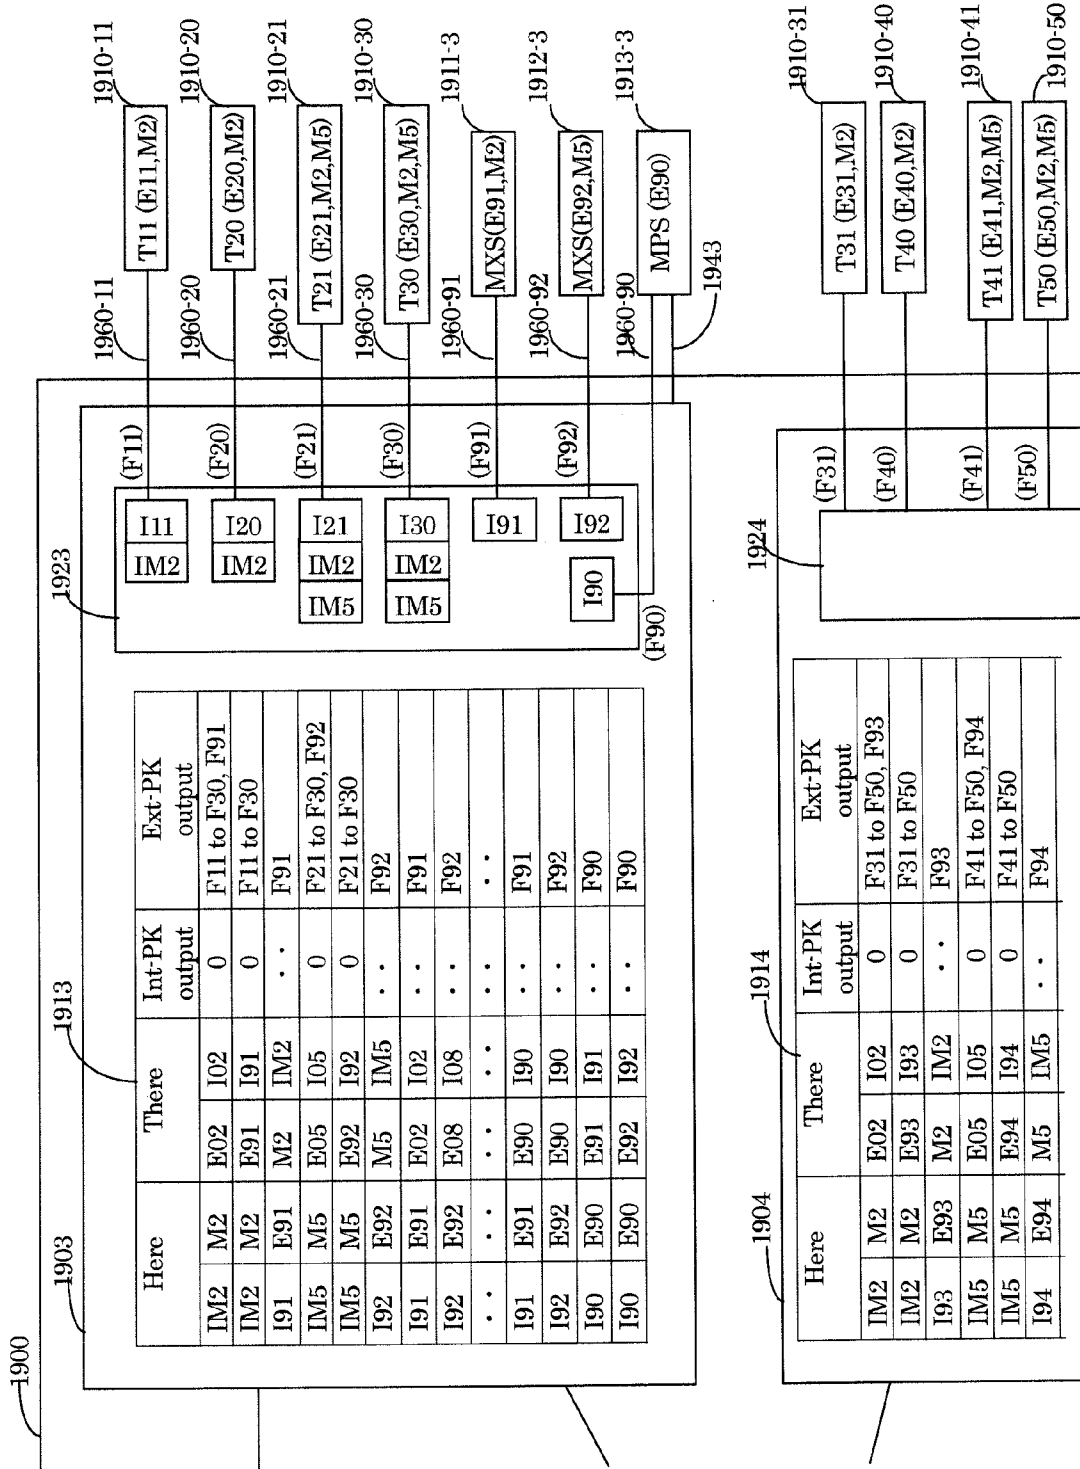 1900
1903
1913
1923
Here
There
Int-PK output
Ext-PK output
IM2 M2 E02 I02 0 F11 to F30, F91
IM2 M2 E91 I91 0 F11 to F30
I91 E91 M2 IM2 . . F91
IM5 M5 E05 I05 0 F21 to F30, F92
IM5 M5 E92 I92 0 F21 to F30
I92 E92 M5 IM5 . . F92
I91 E91 E02 I02 . . F91
I92 E92 E08 I08 . . F92
. . . . . . . . . . . .
I91 E91 E90 I90 . . F91
I92 E92 E90 I90 . . F92
I90 E90 E91 I91 . . F90
I90 E90 E92 I92 . . F90
IM2 I11 (F11) 1960-11 T11 (E11,M2) 1910-11
IM2 I20 (F20) 1960-20 T20 (E20,M2) 1910-20
IM5 IM2 I21 (F21) 1960-21 T21 (E21,M2,M5) 1910-21
IM5 IM2 I30 (F30) 1960-30 T30 (E30,M2,M5) 1910-30
I91 (F91) 1960-91 MXS(E91,M2) 1911-3
I92 (F92) 1960-92 MXS(E92,M5) 1912-3
I90 (F90) 1960-90 MPS (E90) 1913-3
1943
1904
1914
1924
Here
There
Int-PK output
Ext-PK output
IM2 M2 E02 I02 0 F31 to F50, F93
IM2 M2 E93 I93 0 F31 to F50
I93 E93 M2 IM2 . . F93
IM5 M5 E05 I05 0 F41 to F50, F94
IM5 M5 E94 I94 0 F41 to F50
I94 E94 M5 IM5 . . F94
(F31) T31 (E31,M2) 1910-31
(F40) T40 (E40,M2) 1910-40
(F41) T41 (E41,M2,M5) 1910-41
(F50) T50 (E50,M2,M5) 1910-50